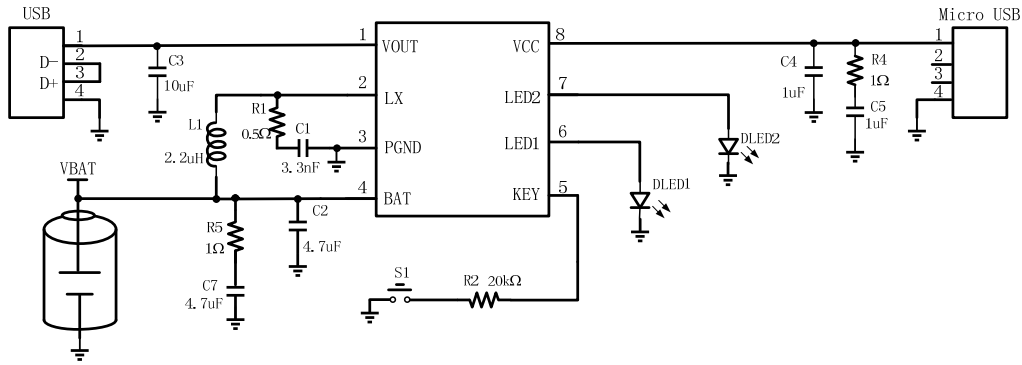 USB
Micro USB
1
2
D-
3
D+
4
C3
10uF
1
VOUT
VCC
8
C4
1uF
R4
1Ω
C5
1uF
1
2
3
4
2
LX
LED2
7
R1
0.5Ω
C1
3.3nF
L1
2.2uH
3
PGND
LED1
6
DLED2
DLED1
VBAT
4
BAT
KEY
5
R5
1Ω
C2
4.7uF
C7
4.7uF
S1
R2 20kΩ